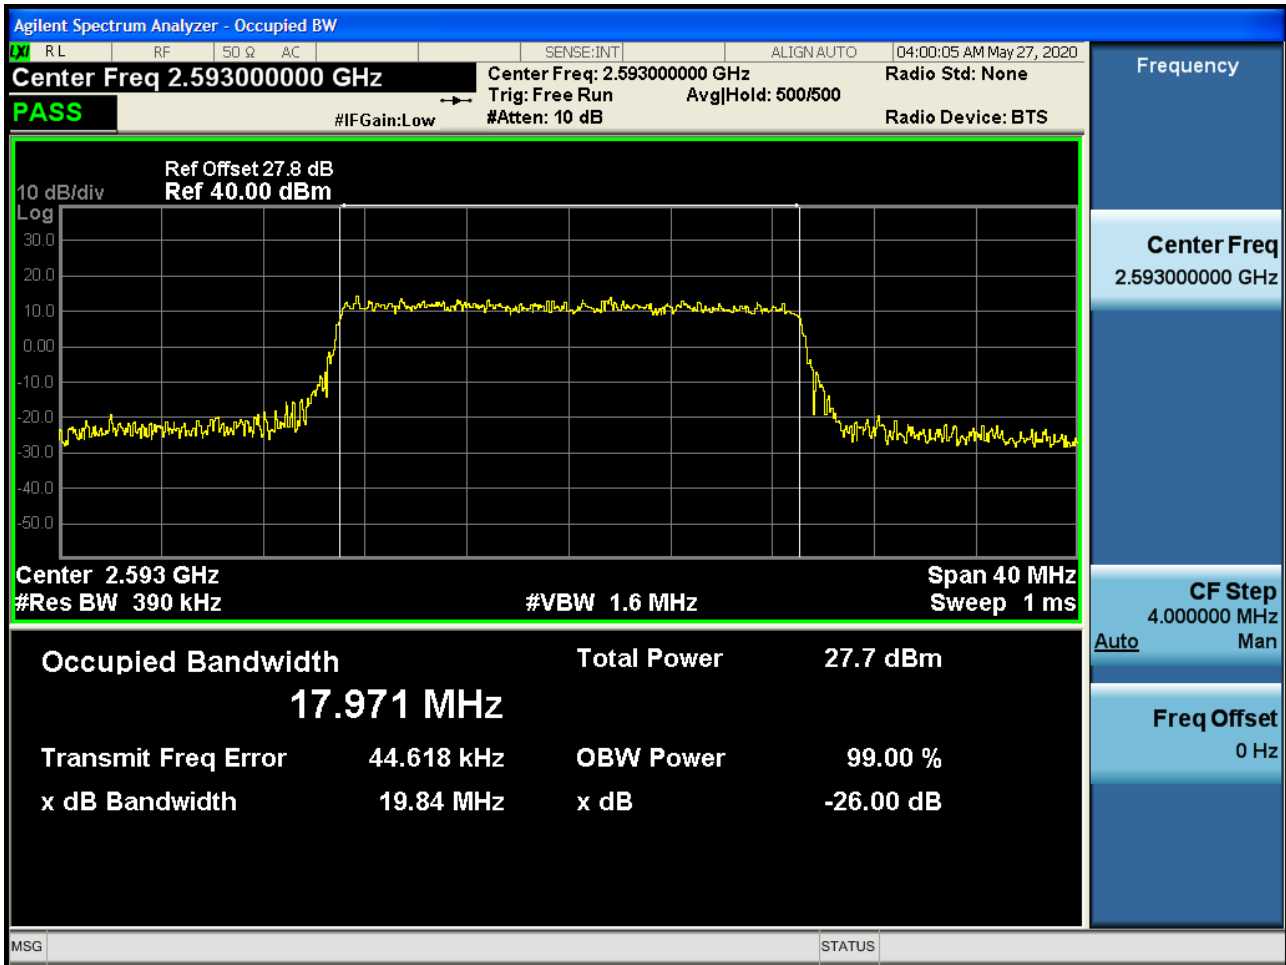 Agilent Spectrum Analyzer - Occupied BW
LXI RL RF 50 Ω AC SENSE:INT ALIGNAUTO 04:00:05 AM May 27, 2020
Center Freq 2.593000000 GHz
Center Freq: 2.593000000 GHz
Radio Std: None
Trig: Free Run Avg|Hold: 500/500
PASS
#IFGain:Low
#Atten: 10 dB
Radio Device: BTS
Frequency
Ref Offset 27.8 dB
10 dB/div Ref 40.00 dBm
Log
30.0
20.0
10.0
0.00
-10.0
-20.0
-30.0
-40.0
-50.0
Center 2.593 GHz Span 40 MHz
#Res BW 390 kHz #VBW 1.6 MHz Sweep 1 ms
Occupied Bandwidth Total Power 27.7 dBm
17.971 MHz
Transmit Freq Error 44.618 kHz OBW Power 99.00 %
x dB Bandwidth 19.84 MHz x dB -26.00 dB
Center Freq
2.593000000 GHz
CF Step
4.000000 MHz
Auto Man
Freq Offset
0 Hz
MSG STATUS